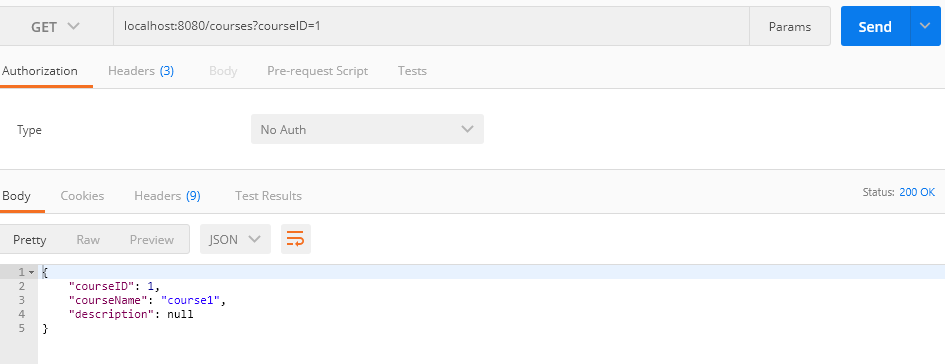 GET localhost:8080/courses?courseID=1 Params Send
Authorization Headers (3) Body Pre-request Script Tests
Type No Auth
Body Cookies Headers (9) Test Results Status: 200 OK
Pretty Raw Preview JSON
1 {
2 "courseID": 1,
3 "courseName": "course1",
4 "description": null
5 }